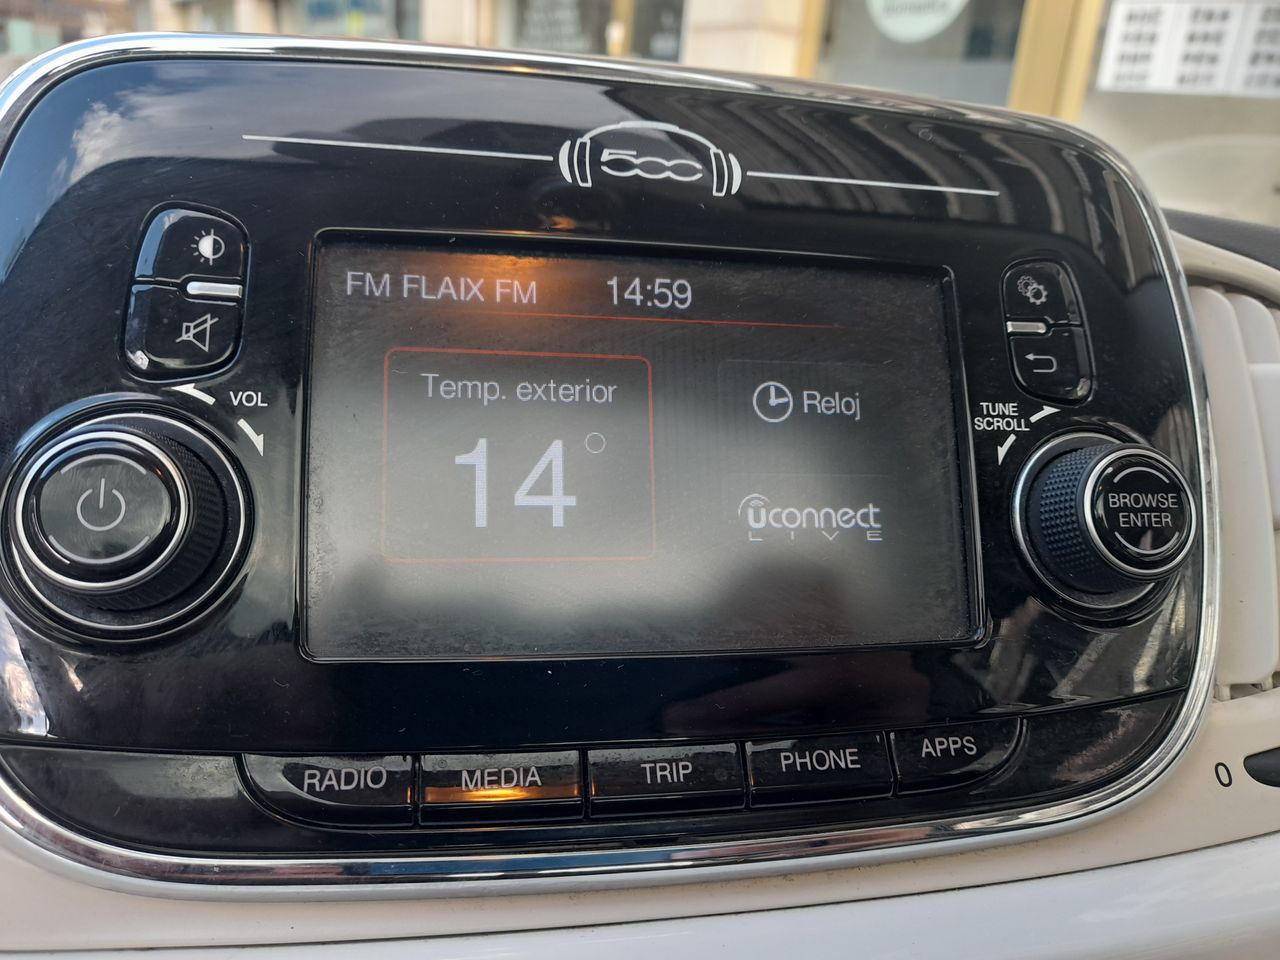 500
FM FLAIX FM 14:59
Temp. exterior
14°
Reloj
uconnect
LIVE
VOL
TUNE
SCROLL
BROWSE
ENTER
RADIO
MEDIA
TRIP
PHONE
APPS
0